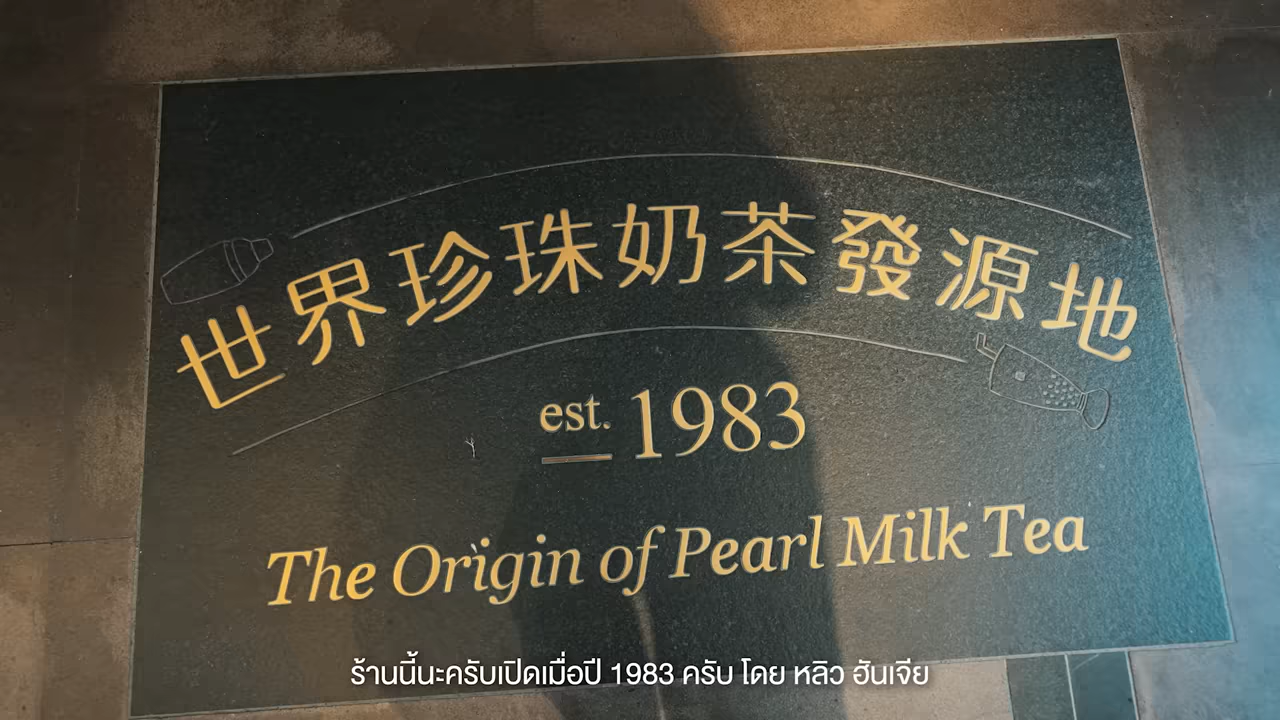 世界珍珠奶茶發源地
est. 1983
The Origin of Pearl Milk Tea
ร้านนี้นะครับเปิดเมื่อปี 1983 ครับ โดย หลิว ฮันเจีย